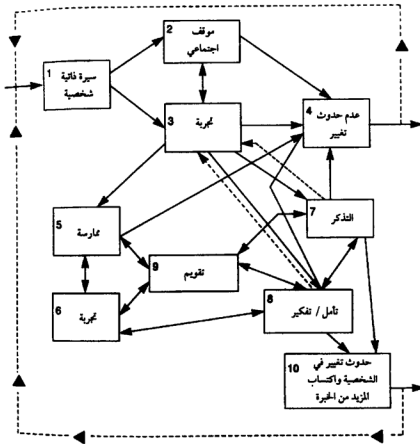 2
موقف
اجتماعي
1
سيرة ذاتية
شخصية
3
تجربة
4
عدم حدوث
تغيير
5
ممارسة
7
التذكر
9
تقويم
6
تجربة
8
تأمل / تفكير
10
حدوث تغيير في
الشخصية واكتساب
المزيد من الخبرة